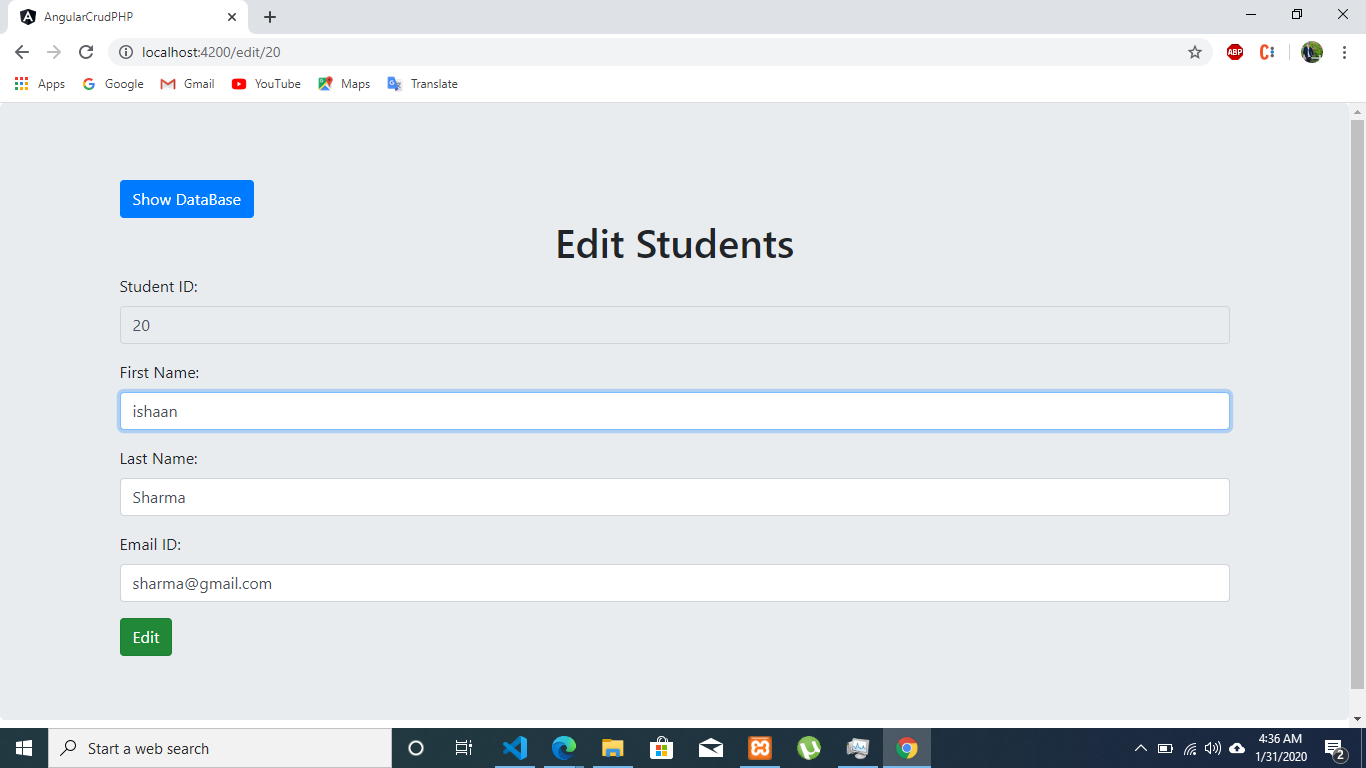 AngularCrudPHP
localhost:4200/edit/20
ABP
Apps Google Gmail YouTube Maps Translate
Show DataBase
Edit Students
Student ID:
20
First Name:
ishaan
Last Name:
Sharma
Email ID:
sharma@gmail.com
Edit
Start a web search
4:36 AM
1/31/2020
2